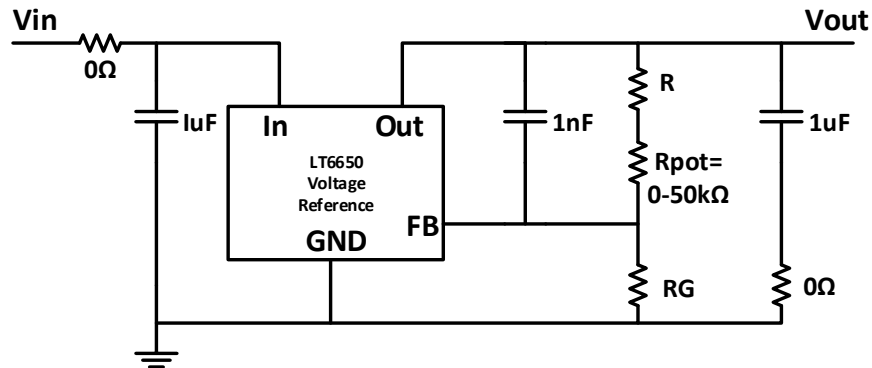 Vin
Vout
0Ω
IuF
In
Out
LT6650
Voltage
Reference
FB
GND
1nF
R
Rpot=
0-50kΩ
RG
1uF
0Ω